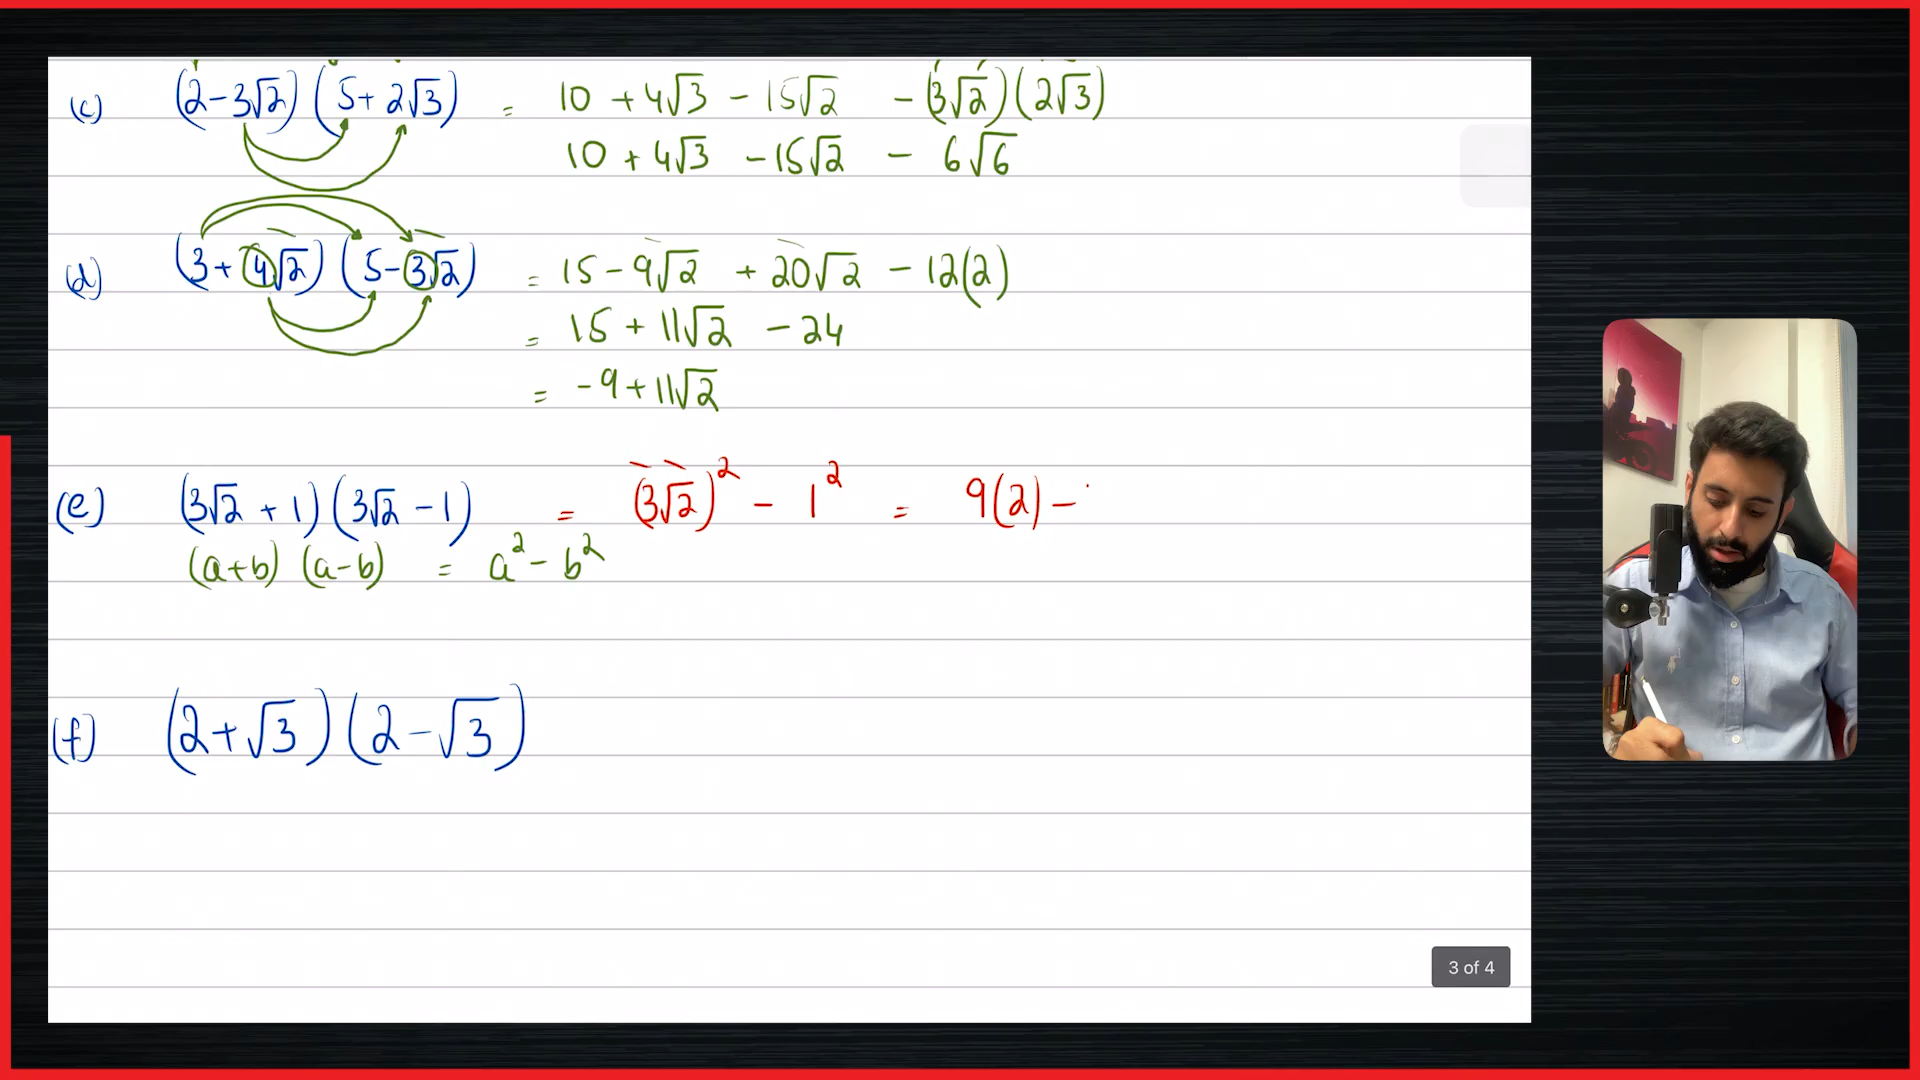 (c) (2-3√2)(5+2√3) = 10 + 4√3 - 15√2 - (3√2)(2√3)
10 + 4√3 - 15√2 - 6√6
(d) (3+4√2)(5-3√2) = 15-9√2 + 20√2 - 12(2)
= 15 + 11√2 - 24
= -9+11√2
(e) (3√2 + 1)(3√2 - 1) = (3√2)² - 1² = 9(2) -
(a+b) (a-b) = a² - b²
(f) (2+√3)(2-√3)
3 of 4